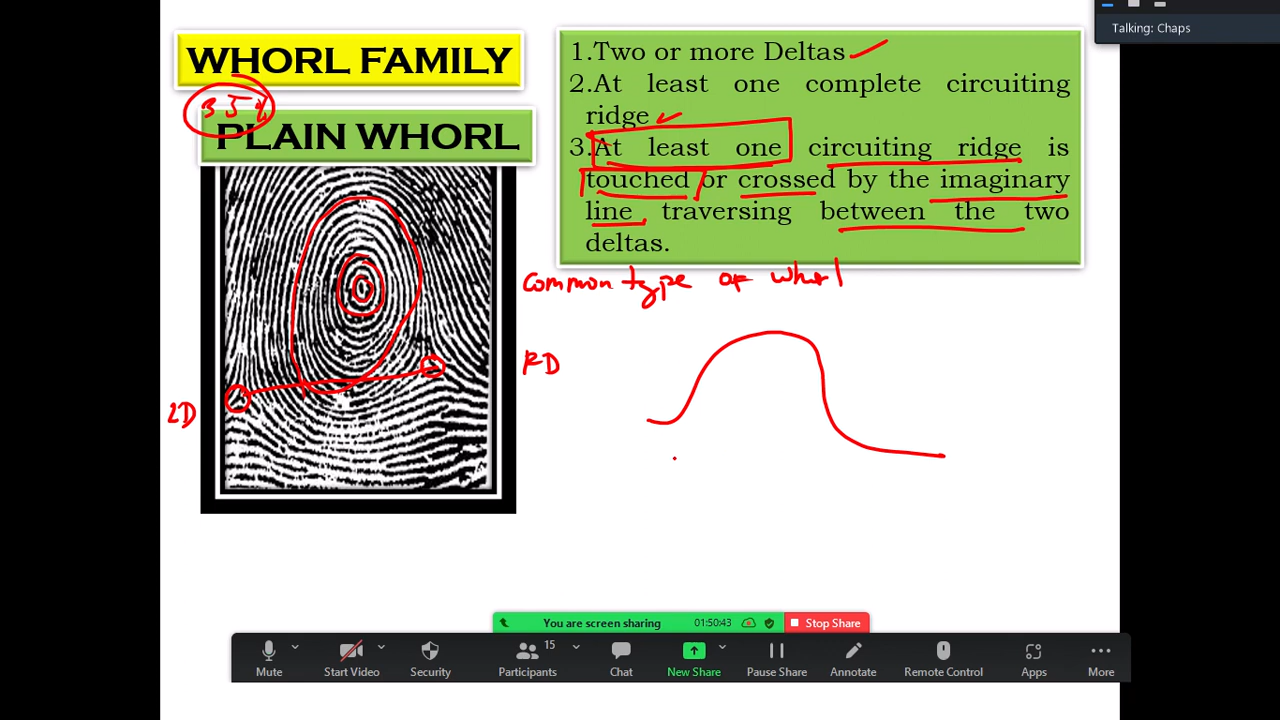 Talking: Chaps
WHORL FAMILY
PLAIN WHORL
1.Two or more Deltas
2.At least one complete circuiting
ridge
3.At least one circuiting ridge is
touched or crossed by the imaginary
line traversing between the two
deltas.
Common type of whorl
RD
LD
You are screen sharing
01:50:43
Stop Share
Mute
Start Video
Security
Participants
15
Chat
New Share
Pause Share
Annotate
Remote Control
Apps
More